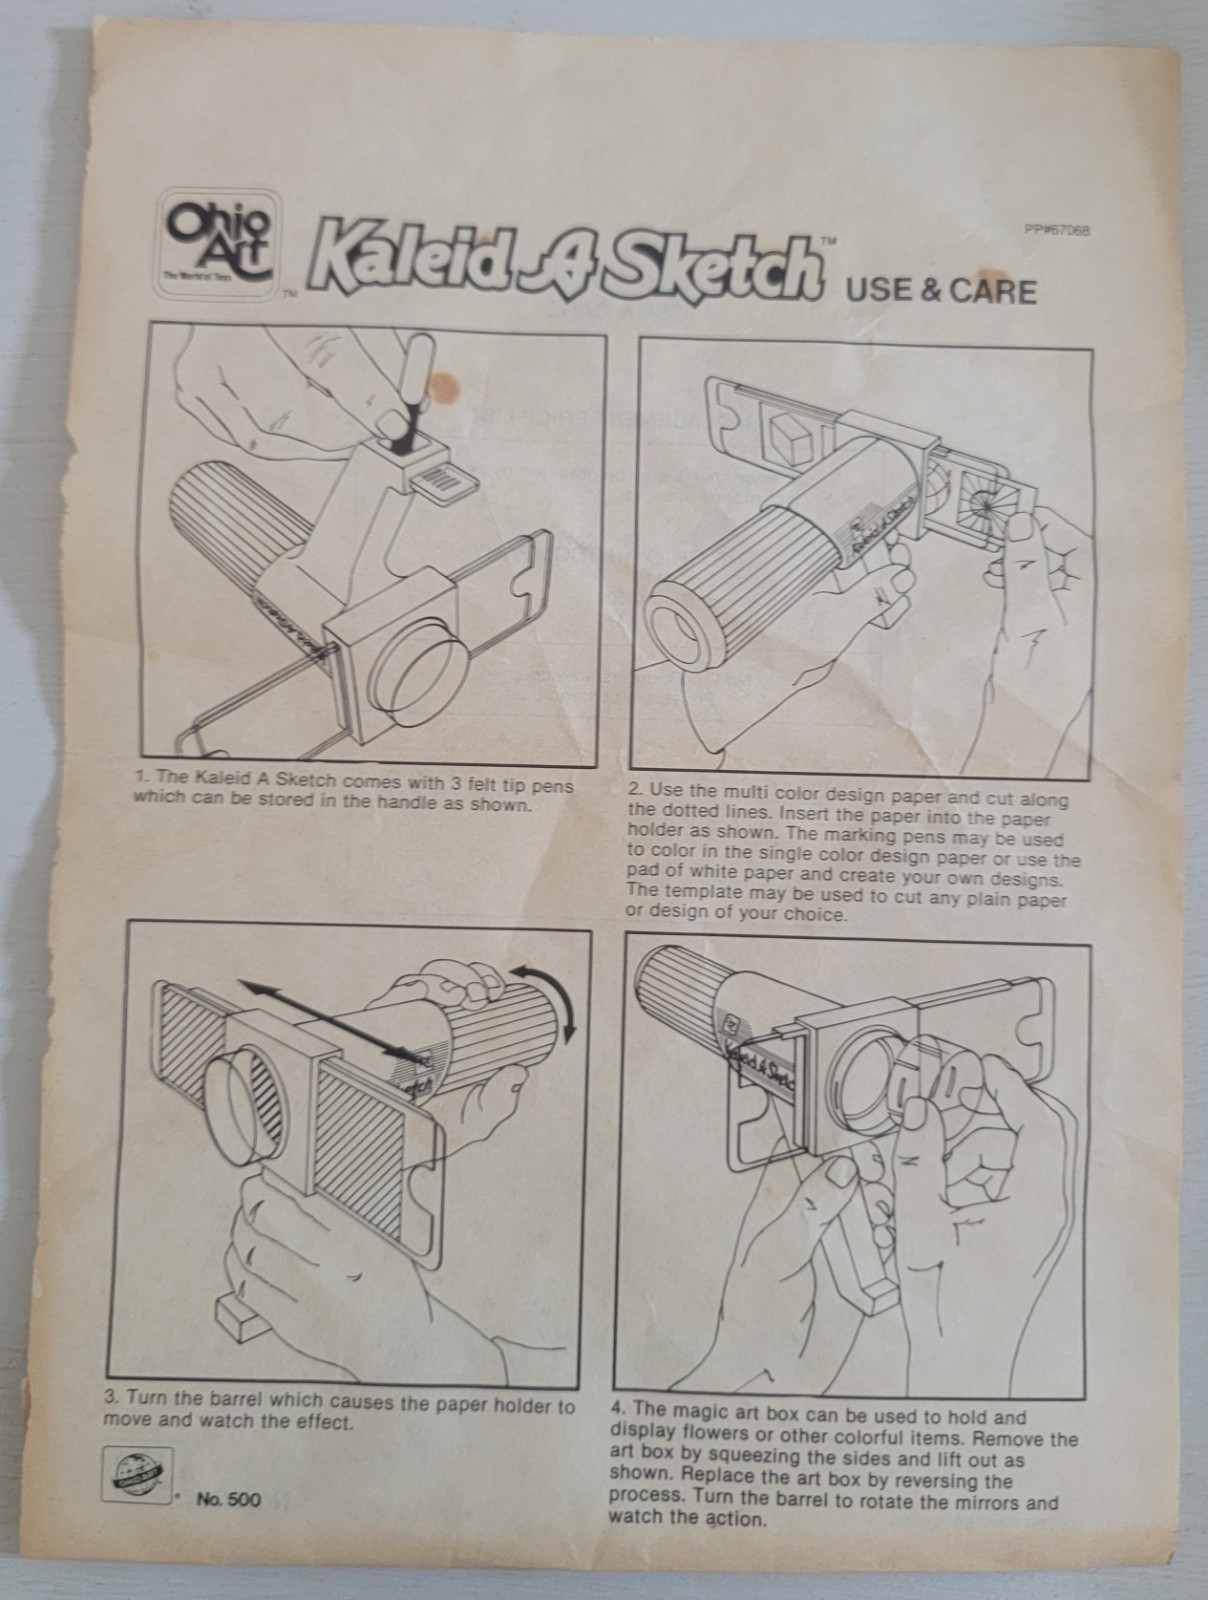 Ohio
Art
The World of Toys
TM
Kaleid A Sketch™ USE & CARE
PP#67068
1. The Kaleid A Sketch comes with 3 felt tip pens
which can be stored in the handle as shown.
2. Use the multi color design paper and cut along
the dotted lines. Insert the paper into the paper
holder as shown. The marking pens may be used
to color in the single color design paper or use the
pad of white paper and create your own designs.
The template may be used to cut any plain paper
or design of your choice.
3. Turn the barrel which causes the paper holder to
move and watch the effect.
4. The magic art box can be used to hold and
display flowers or other colorful items. Remove the
art box by squeezing the sides and lift out as
shown. Replace the art box by reversing the
process. Turn the barrel to rotate the mirrors and
watch the action.
No. 500